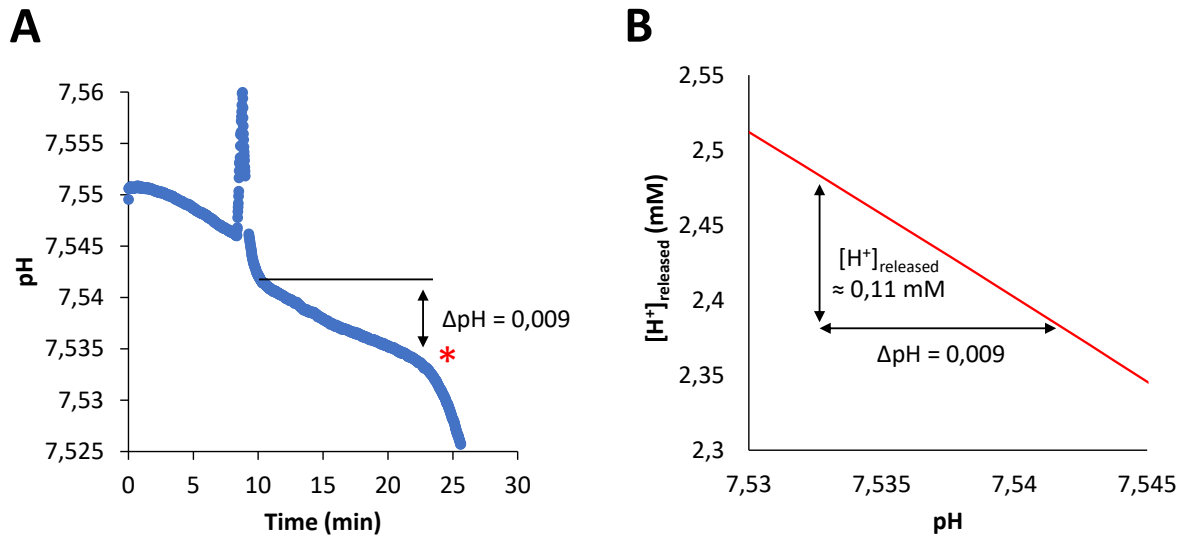 A
7,56
7,555
7,55
7,545
7,54
7,535
7,53
7,525
pH
ΔpH = 0,009
*
0 5 10 15 20 25 30
Time (min)
B
2,55
2,5
2,45
2,4
2,35
2,3
[H⁺]released (mM)
[H⁺]released
≈ 0,11 mM
ΔpH = 0,009
7,53 7,535 7,54 7,545
pH